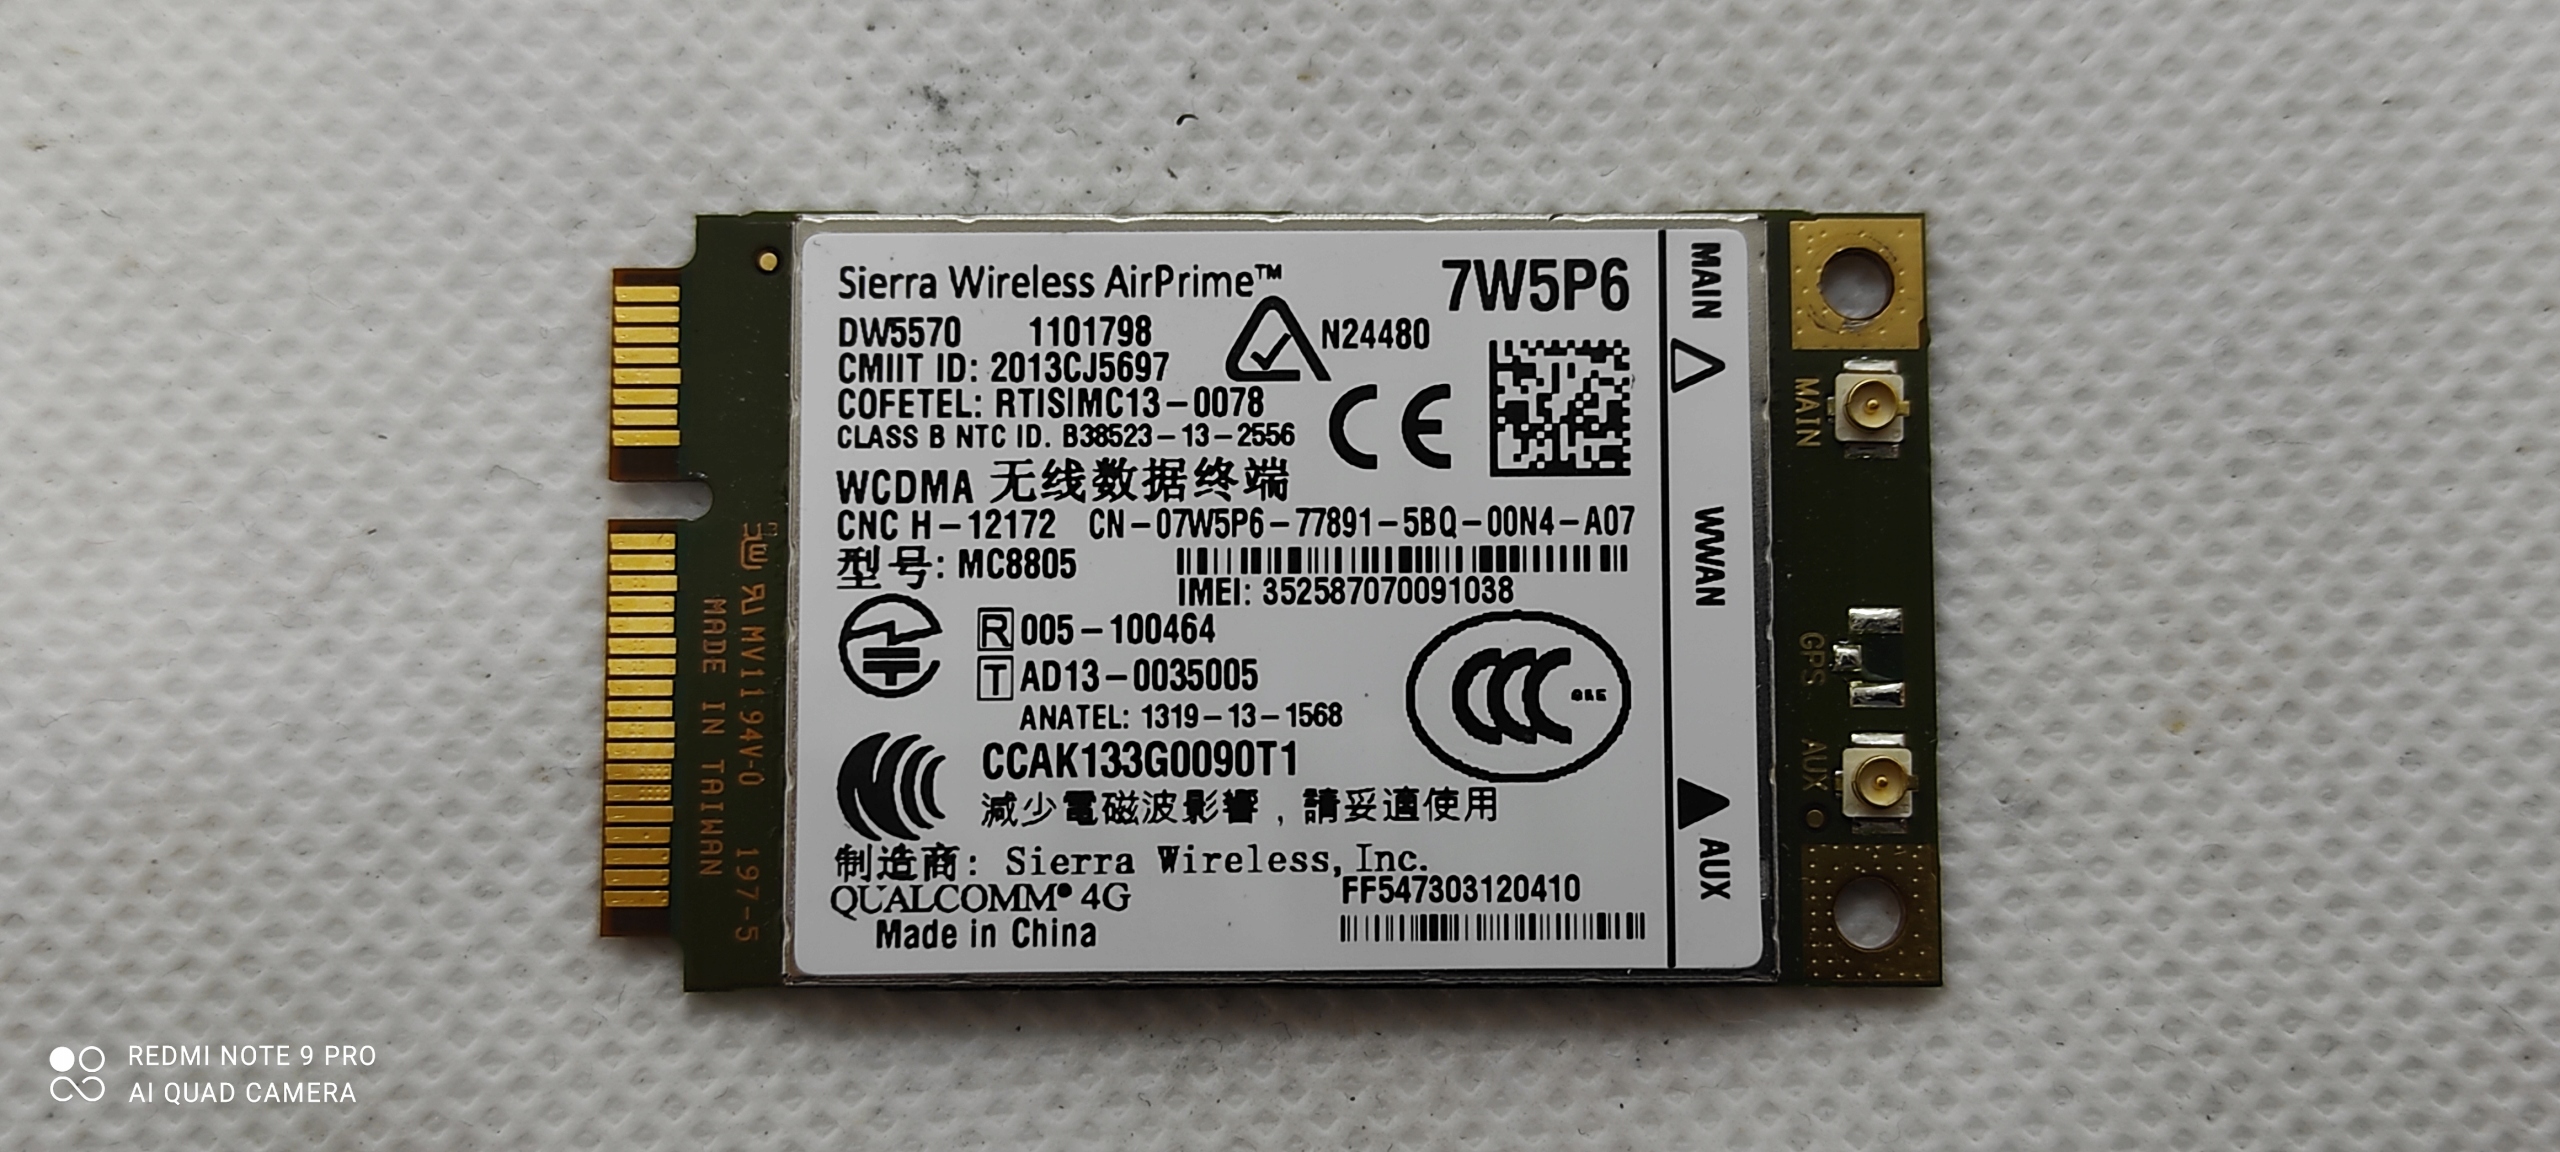 Sierra Wireless AirPrime™ 7W5P6
DW5570 1101798 N24480
CMIIT ID: 2013CJ5697
COFETEL: RTISIMC13-0078
CLASS B NTC ID. B38523-13-2556
CE
WCDMA 无线数据终端
CNC H-12172 CN-07W5P6-77891-5BQ-00N4-A07
型号: MC8805
IMEI: 352587070091038
R 005-100464
T AD13-0035005
ANATEL: 1319-13-1568
CCC
CCAK133G0090T1
減少電磁波影響，請妥適使用
制造商: Sierra Wireless, Inc.
QUALCOMM® 4G FF547303120410
Made in China
MAIN
WWAN
AUX
MAIN
GPS
AUX
MV11 94V-0 197-5
MADE IN TAIWAN
REDMI NOTE 9 PRO
AI QUAD CAMERA